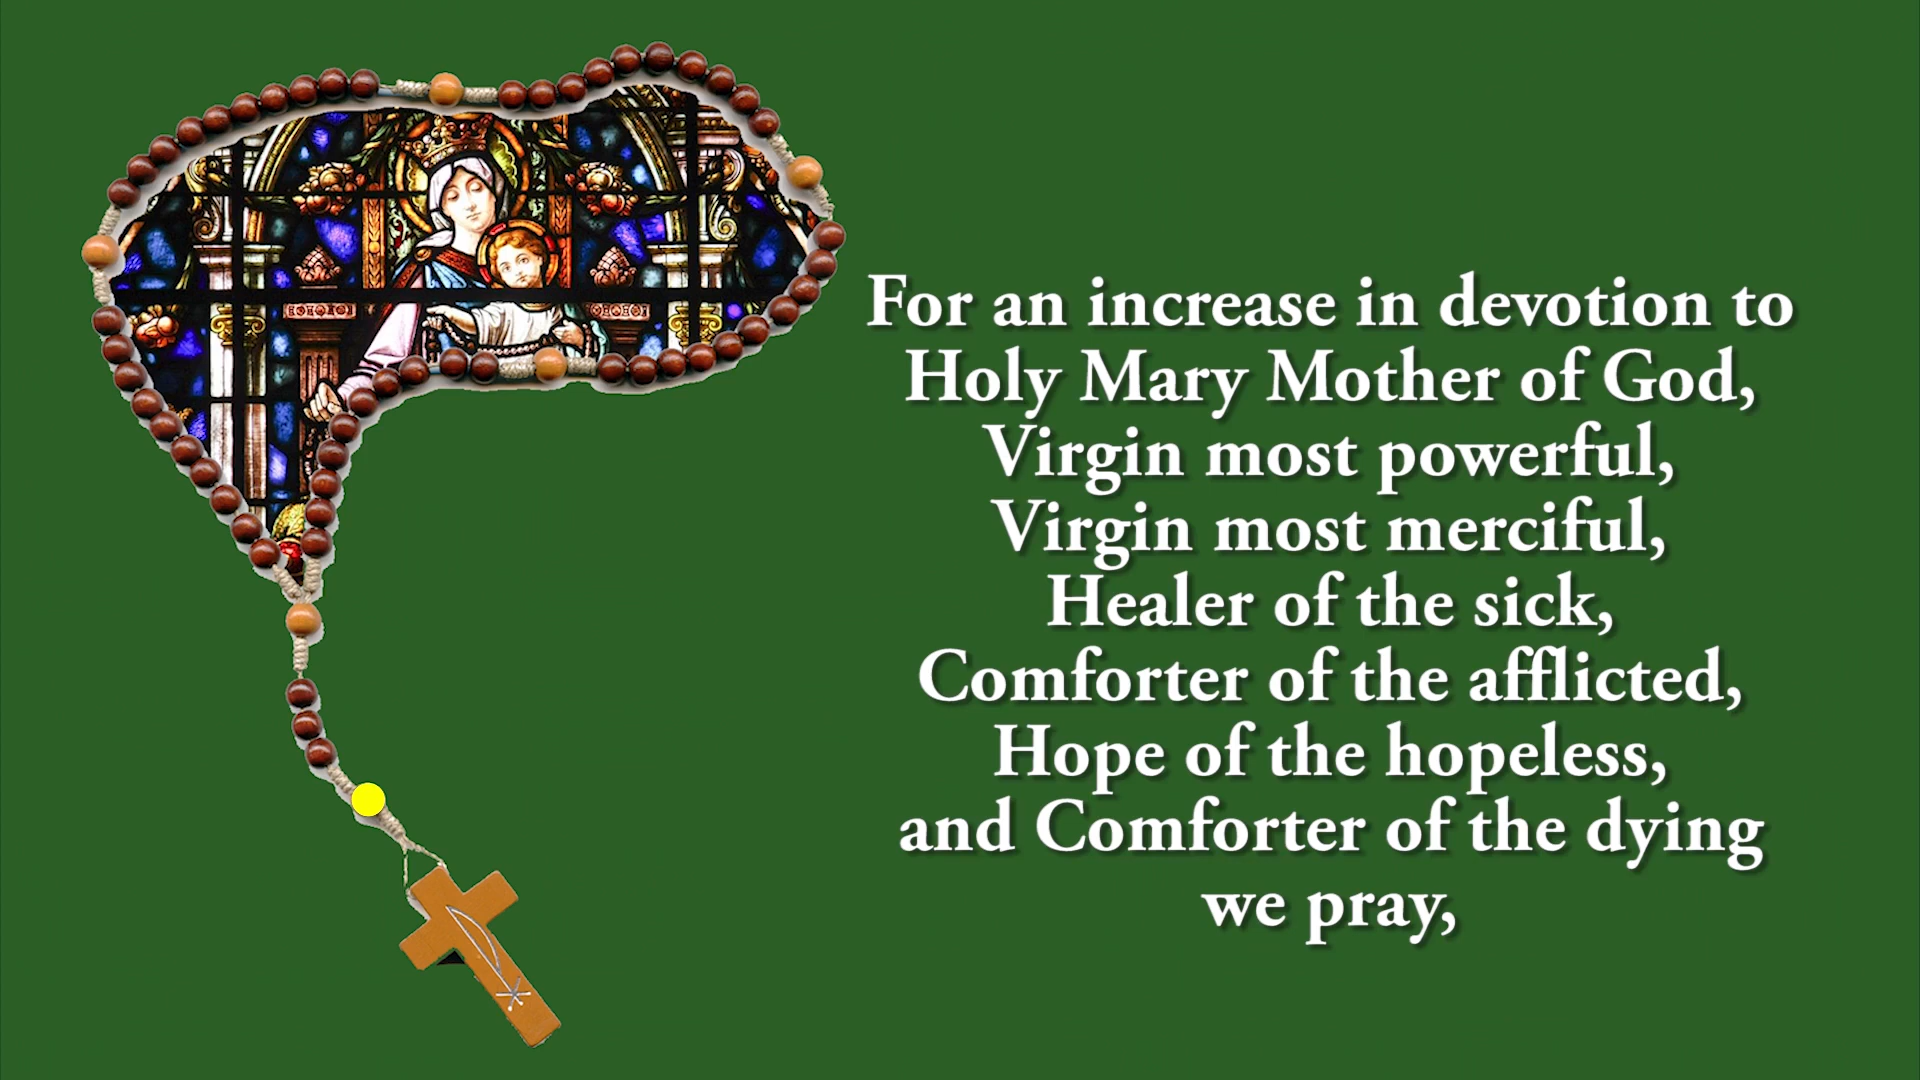 For an increase in devotion to
Holy Mary Mother of God,
Virgin most powerful,
Virgin most merciful,
Healer of the sick,
Comforter of the afflicted,
Hope of the hopeless,
and Comforter of the dying
we pray,